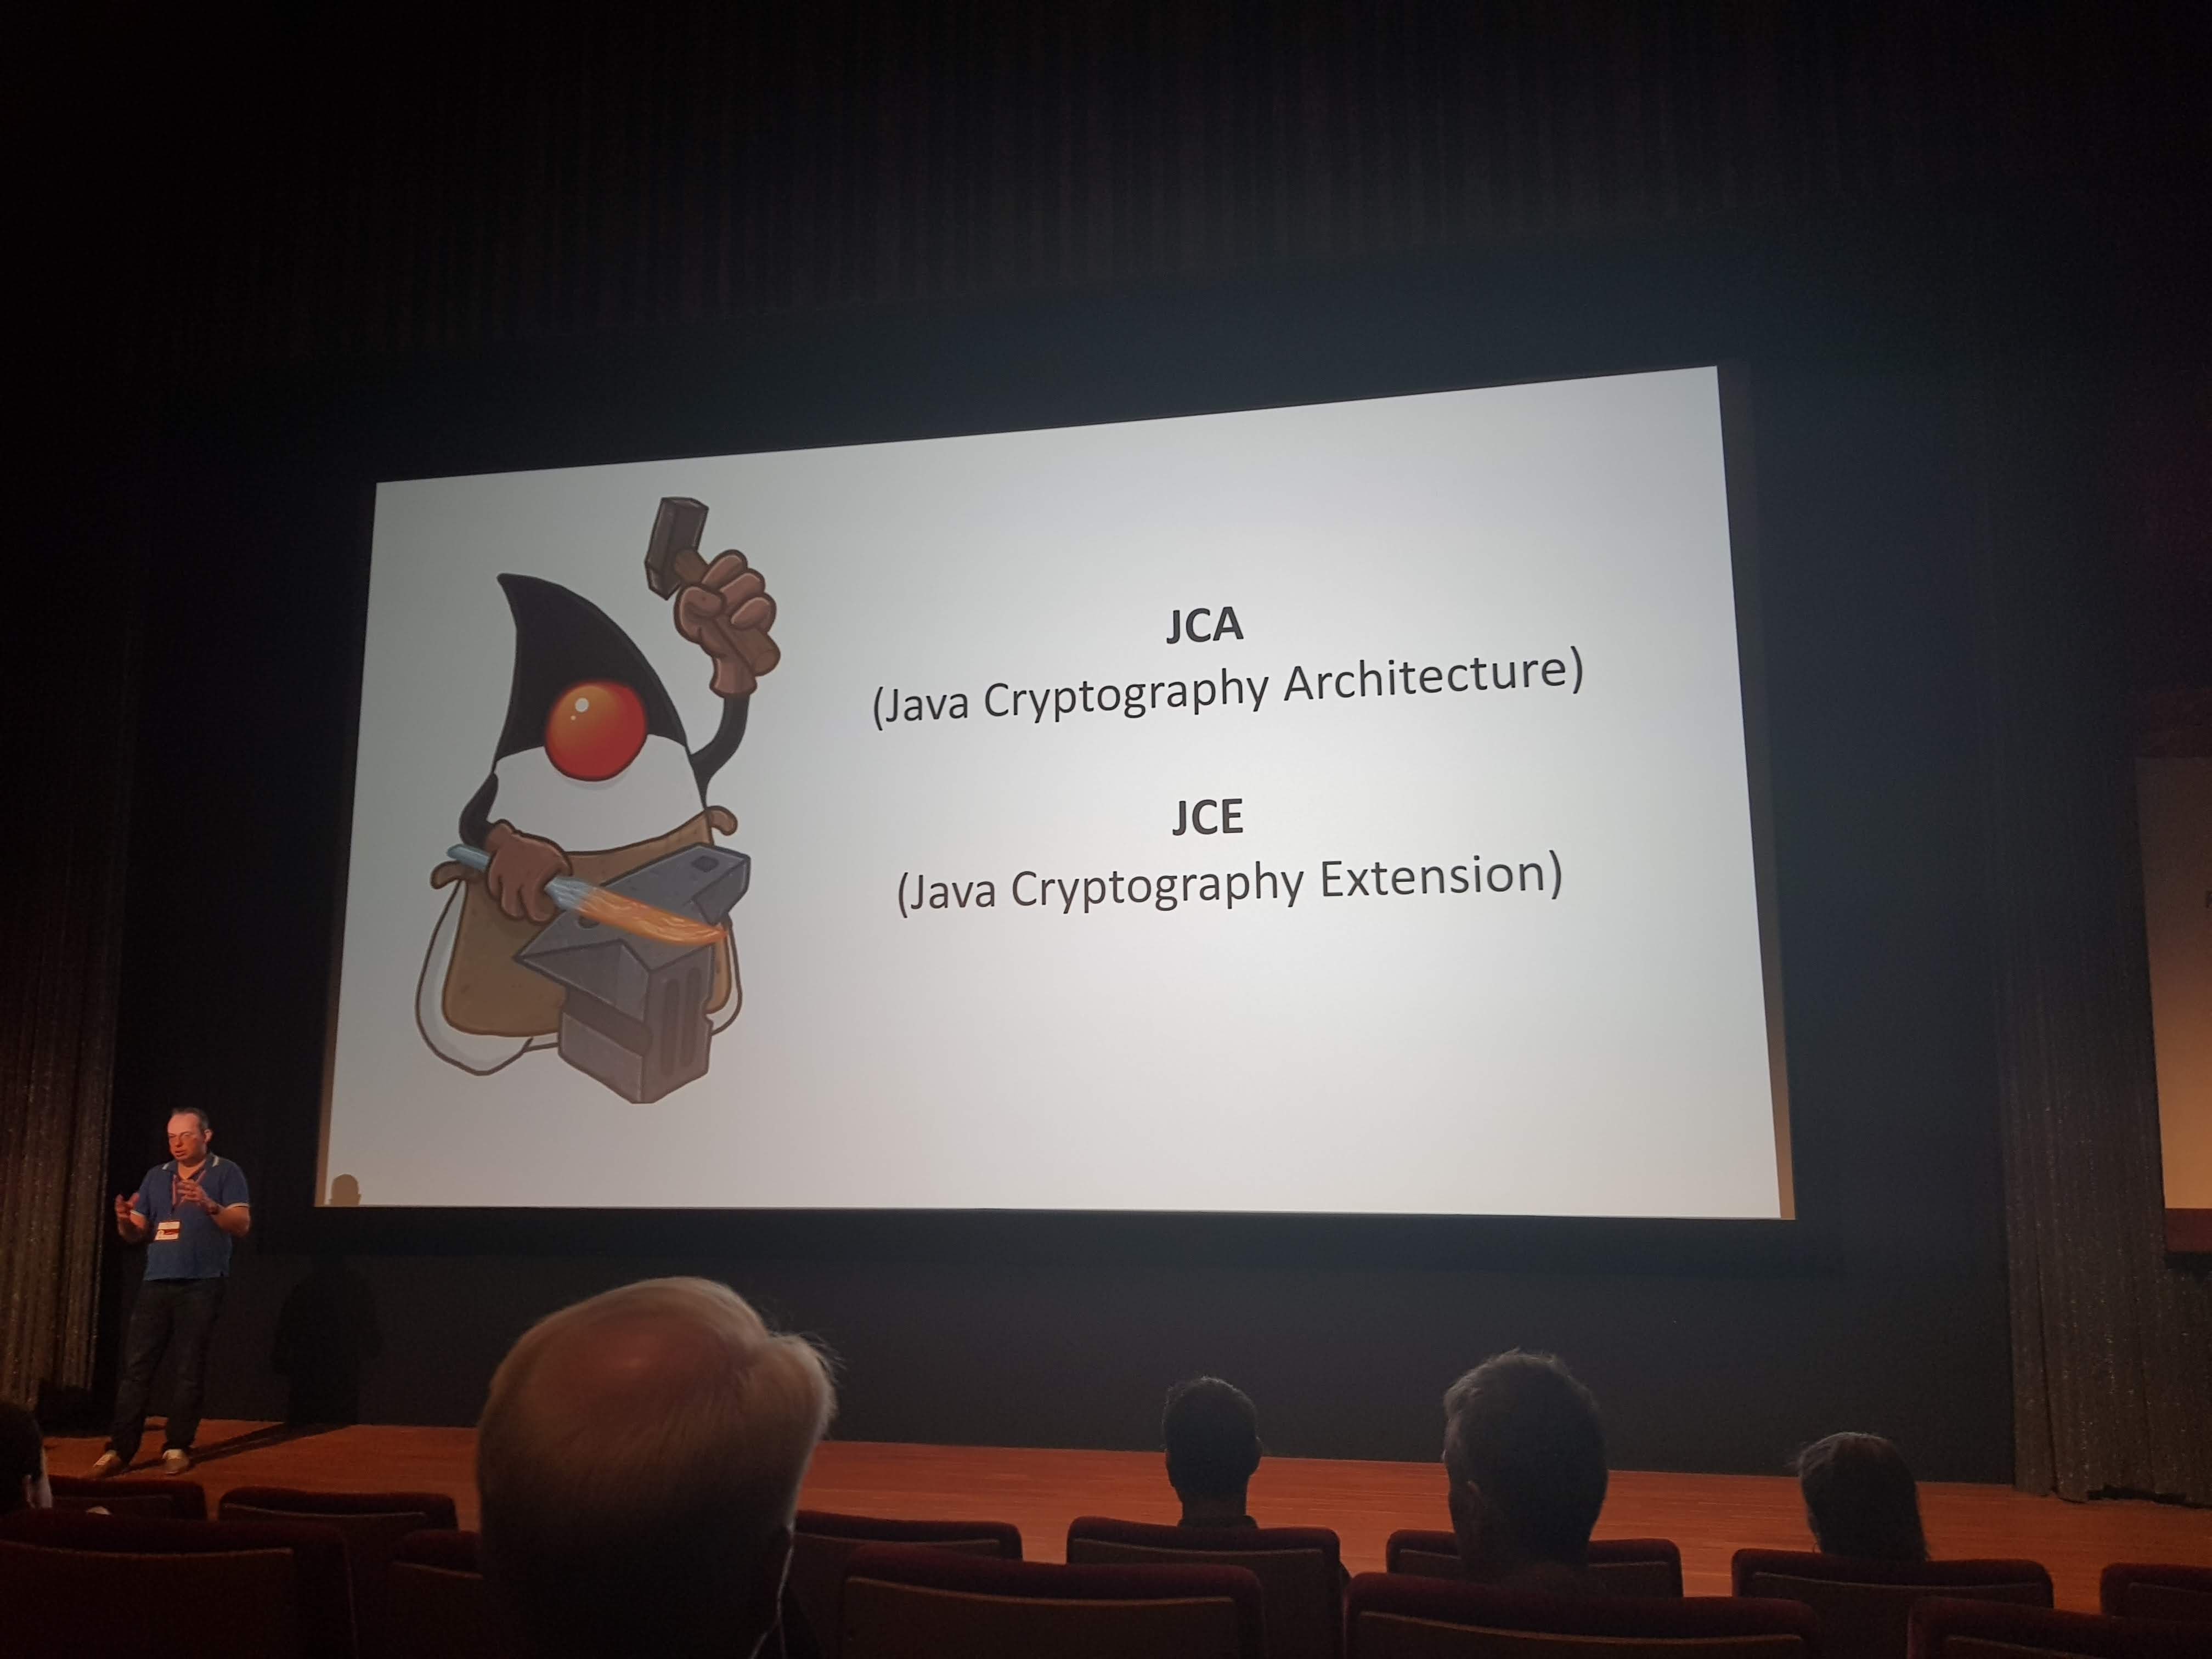 JCA
(Java Cryptography Architecture)
JCE
(Java Cryptography Extension)